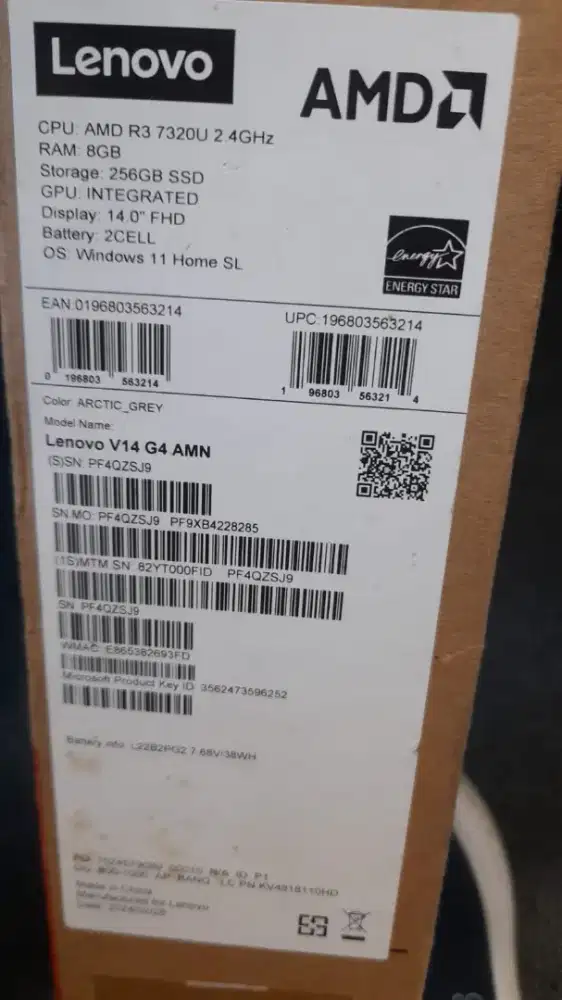 Lenovo
AMD
CPU: AMD R3 7320U 2.4GHz
RAM: 8GB
Storage: 256GB SSD
GPU: INTEGRATED
Display: 14.0" FHD
Battery: 2CELL
OS: Windows 11 Home SL
energy
ENERGY STAR
EAN:0196803563214
UPC:196803563214
0 196803 563214
1 96803 56321 4
Color: ARCTIC_GREY
Model Name:
Lenovo V14 G4 AMN
(S)SN: PF4QZSJ9
SN,MO: PF4QZSJ9 PF9XB4228285
(1S)MTM SN: 82YT000FID PF4QZSJ9
SN PF4QZSJ9
WMAC: E865382693FD
Microsoft Product Key ID: 3562473596252
Battery info: L22B2PG2 7.68V/38WH
Made in China
Manufactured for Lenovo